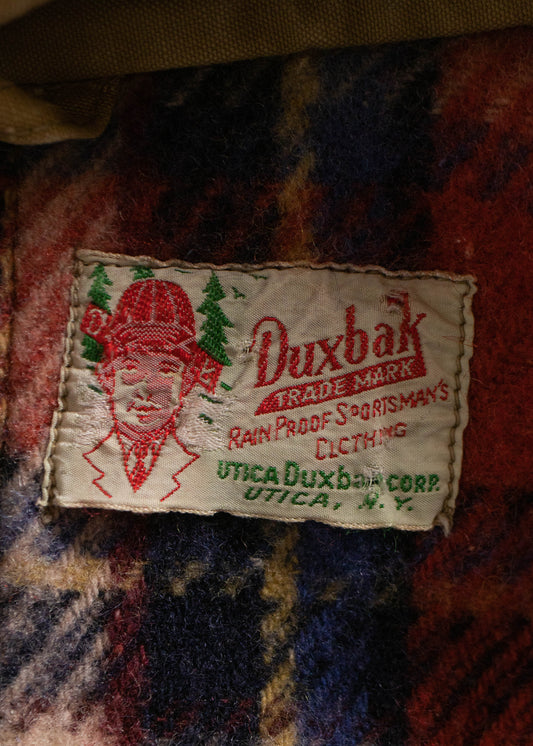 Duxbak
TRADE MARK
RAIN PROOF SPORTSMAN'S
CLOTHING
UTICA Duxbak CORP.
UTICA, N.Y.